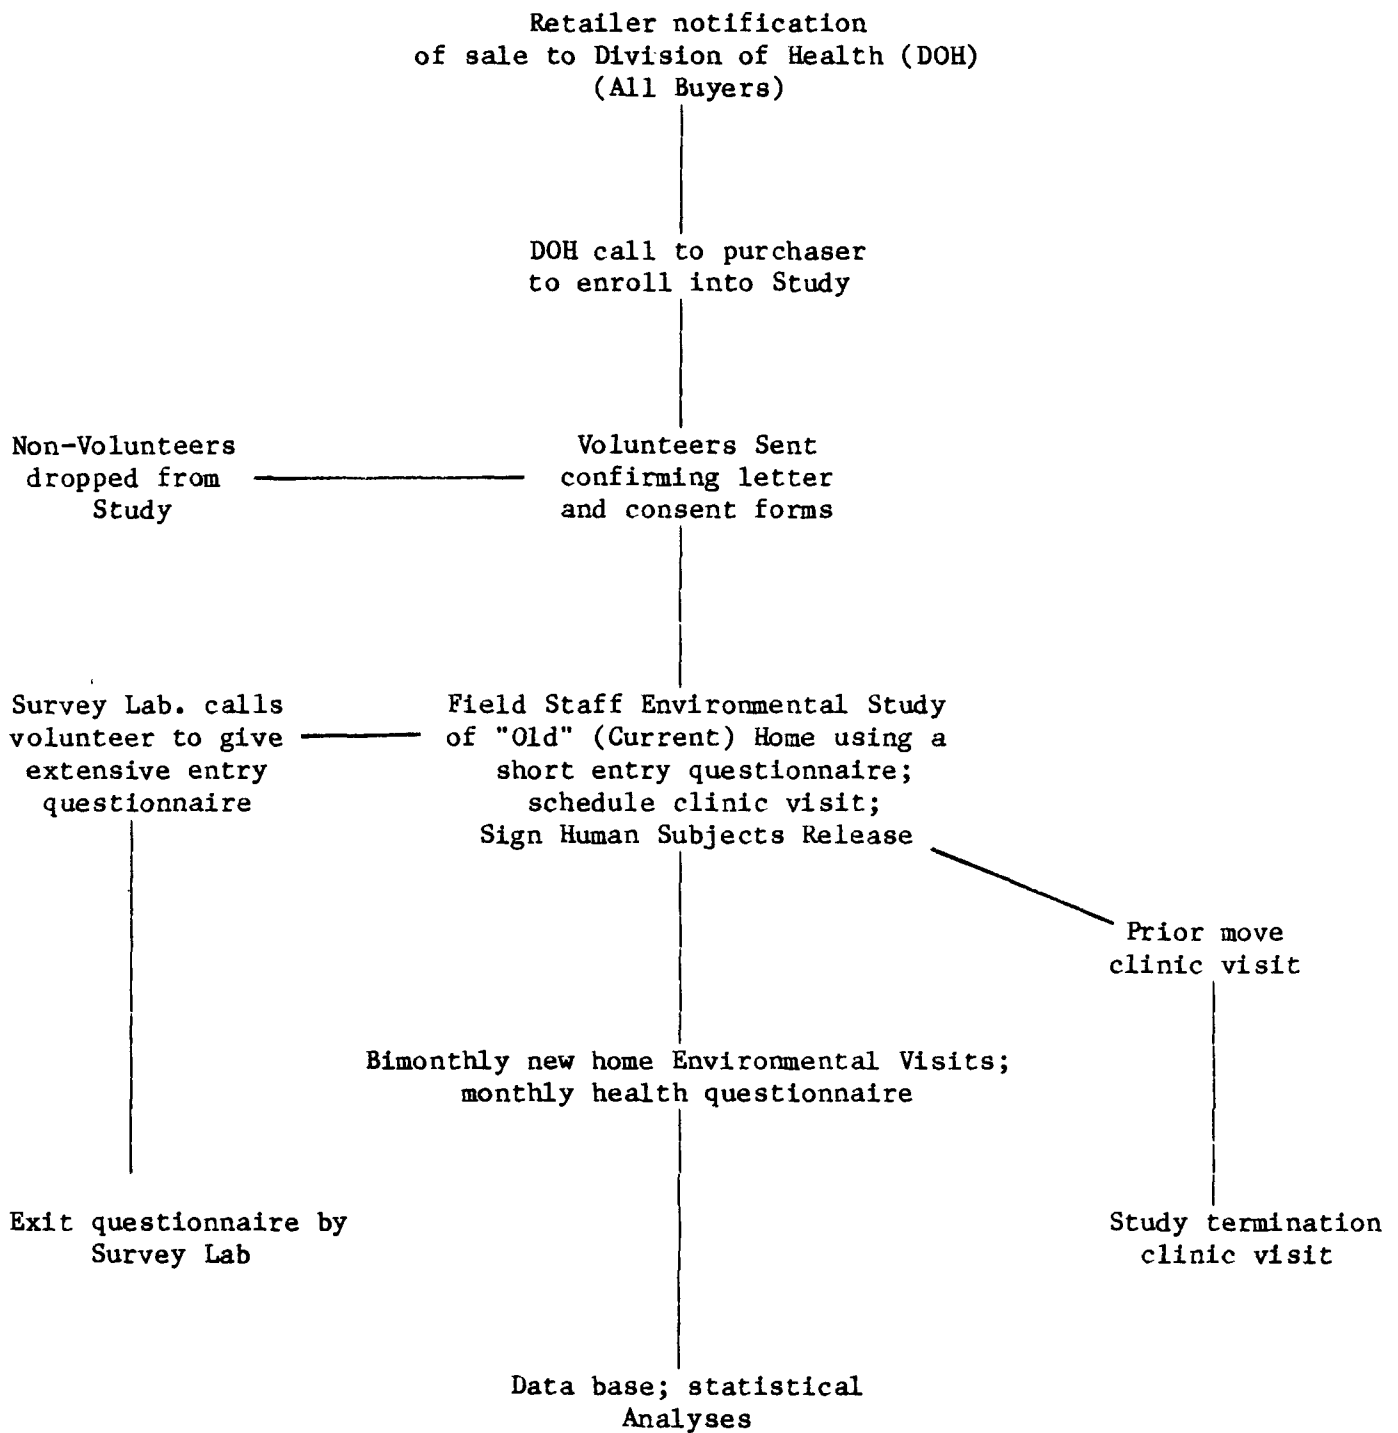 Retailer notification
of sale to Division of Health (DOH)
(All Buyers)
DOH call to purchaser
to enroll into Study
Non-Volunteers
dropped from
Study
Volunteers Sent
confirming letter
and consent forms
Survey Lab. calls
volunteer to give
extensive entry
questionnaire
Field Staff Environmental Study
of "Old" (Current) Home using a
short entry questionnaire;
schedule clinic visit;
Sign Human Subjects Release
Prior move
clinic visit
Bimonthly new home Environmental Visits;
monthly health questionnaire
Exit questionnaire by
Survey Lab
Study termination
clinic visit
Data base; statistical
Analyses